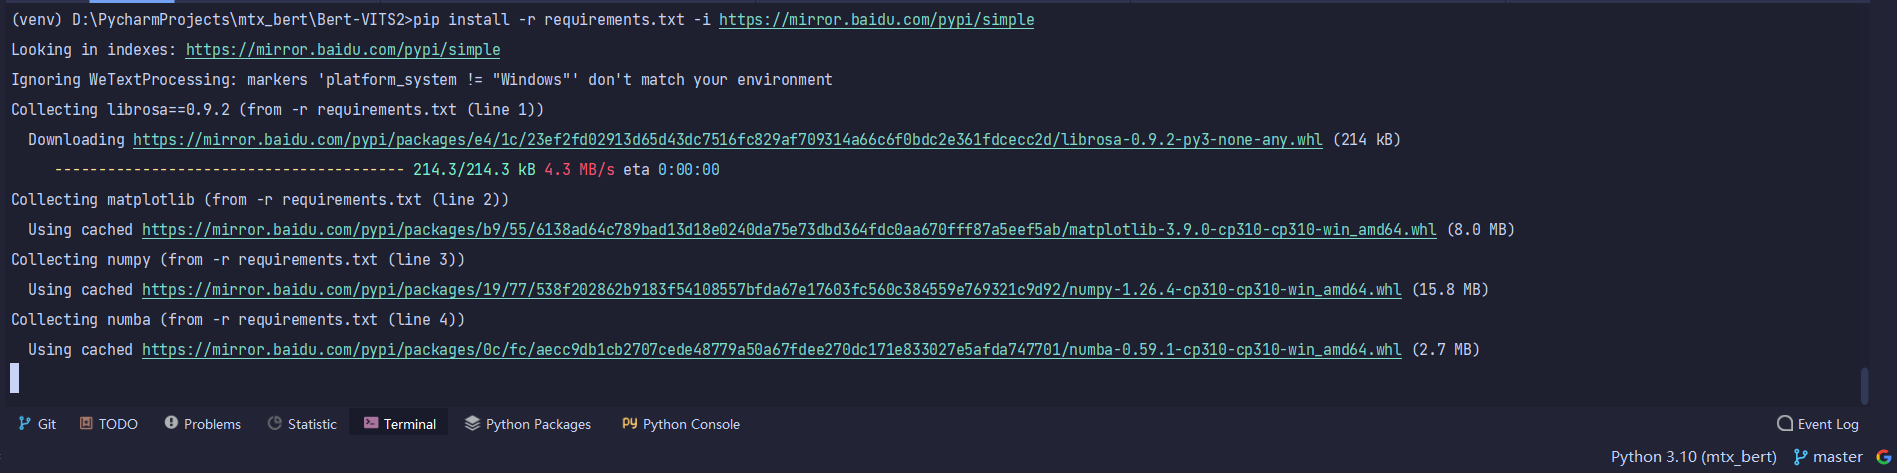 (venv) D:\PycharmProjects\mtx_bert\Bert-VITS2>pip install -r requirements.txt -i https://mirror.baidu.com/pypi/simple
Looking in indexes: https://mirror.baidu.com/pypi/simple
Ignoring WeTextProcessing: markers 'platform_system != "Windows"' don't match your environment
Collecting librosa==0.9.2 (from -r requirements.txt (line 1))
Downloading https://mirror.baidu.com/pypi/packages/e4/1c/23ef2fd02913d65d43dc7516fc829af709314a66c6f0bdc2e361fdcecc2d/librosa-0.9.2-py3-none-any.whl (214 kB)
---------------------------------------- 214.3/214.3 kB 4.3 MB/s eta 0:00:00
Collecting matplotlib (from -r requirements.txt (line 2))
Using cached https://mirror.baidu.com/pypi/packages/b9/55/6138ad64c789bad13d18e0240da75e73dbd364fdc0aa670fff87a5eef5ab/matplotlib-3.9.0-cp310-cp310-win_amd64.whl (8.0 MB)
Collecting numpy (from -r requirements.txt (line 3))
Using cached https://mirror.baidu.com/pypi/packages/19/77/538f202862b9183f54108557bfda67e17603fc560c384559e769321c9d92/numpy-1.26.4-cp310-cp310-win_amd64.whl (15.8 MB)
Collecting numba (from -r requirements.txt (line 4))
Using cached https://mirror.baidu.com/pypi/packages/0c/fc/aecc9db1cb2707cede48779a50a67fdee270dc171e833027e5afda747701/numba-0.59.1-cp310-cp310-win_amd64.whl (2.7 MB)
Git TODO Problems Statistic Terminal Python Packages Python Console Event Log
Python 3.10 (mtx_bert) master